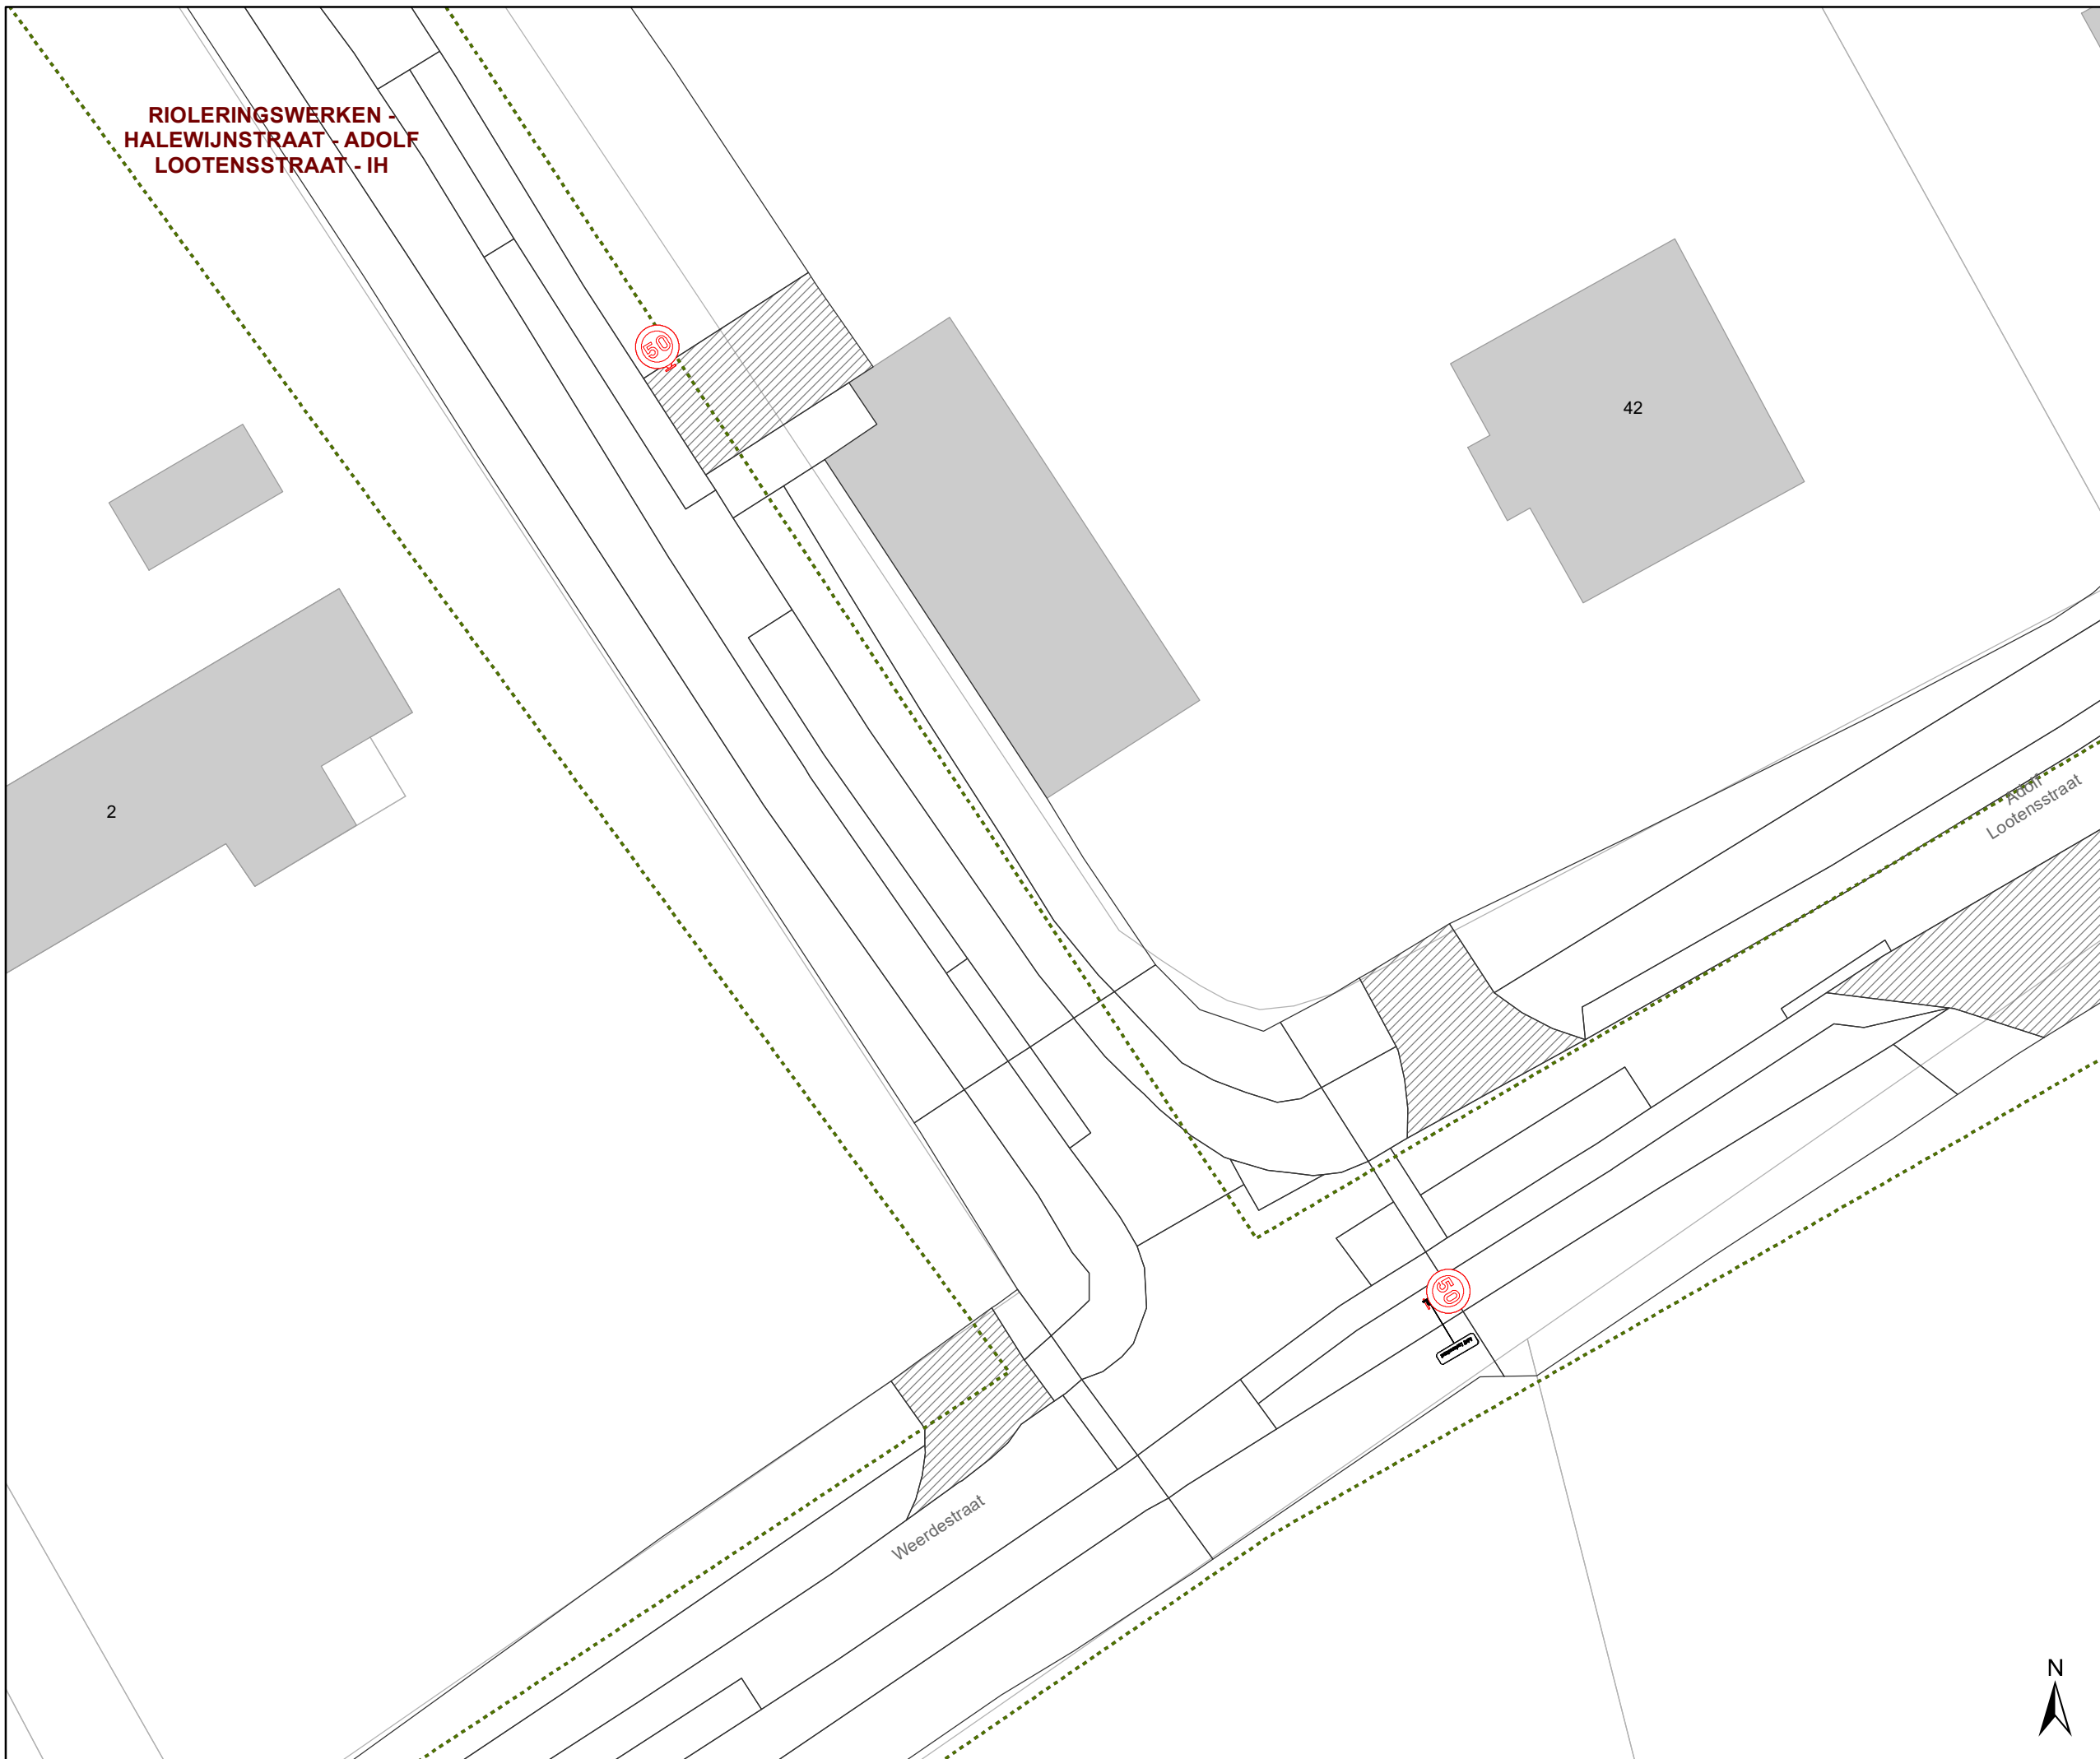 RIOLERINGSWERKEN -
HALEWIJNSTRAAT - ADOLF
LOOTENSSTRAAT - IH
50
42
2
Adolf
Lootensstraat
50
Weerdestraat
N